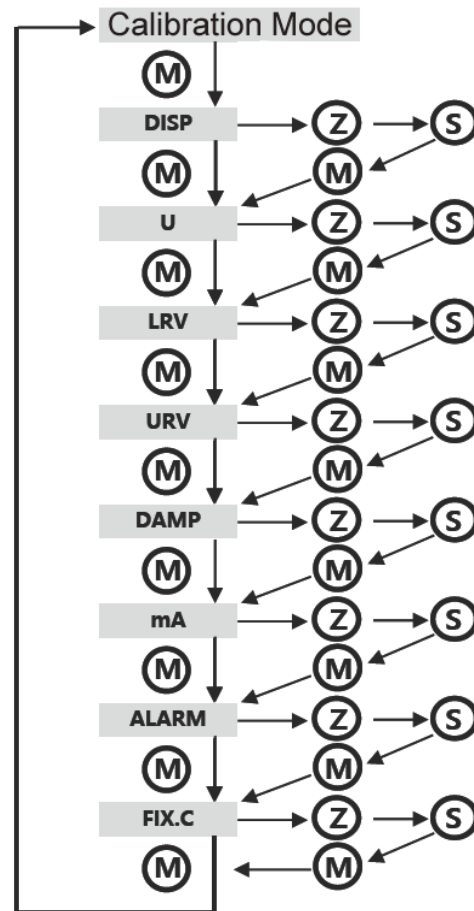 Calibration Mode
M
DISP Z S
M M
U Z S
M M
LRV Z S
M M
URV Z S
M M
DAMP Z S
M M
mA Z S
M M
ALARM Z S
M M
FIX.C Z S
M M